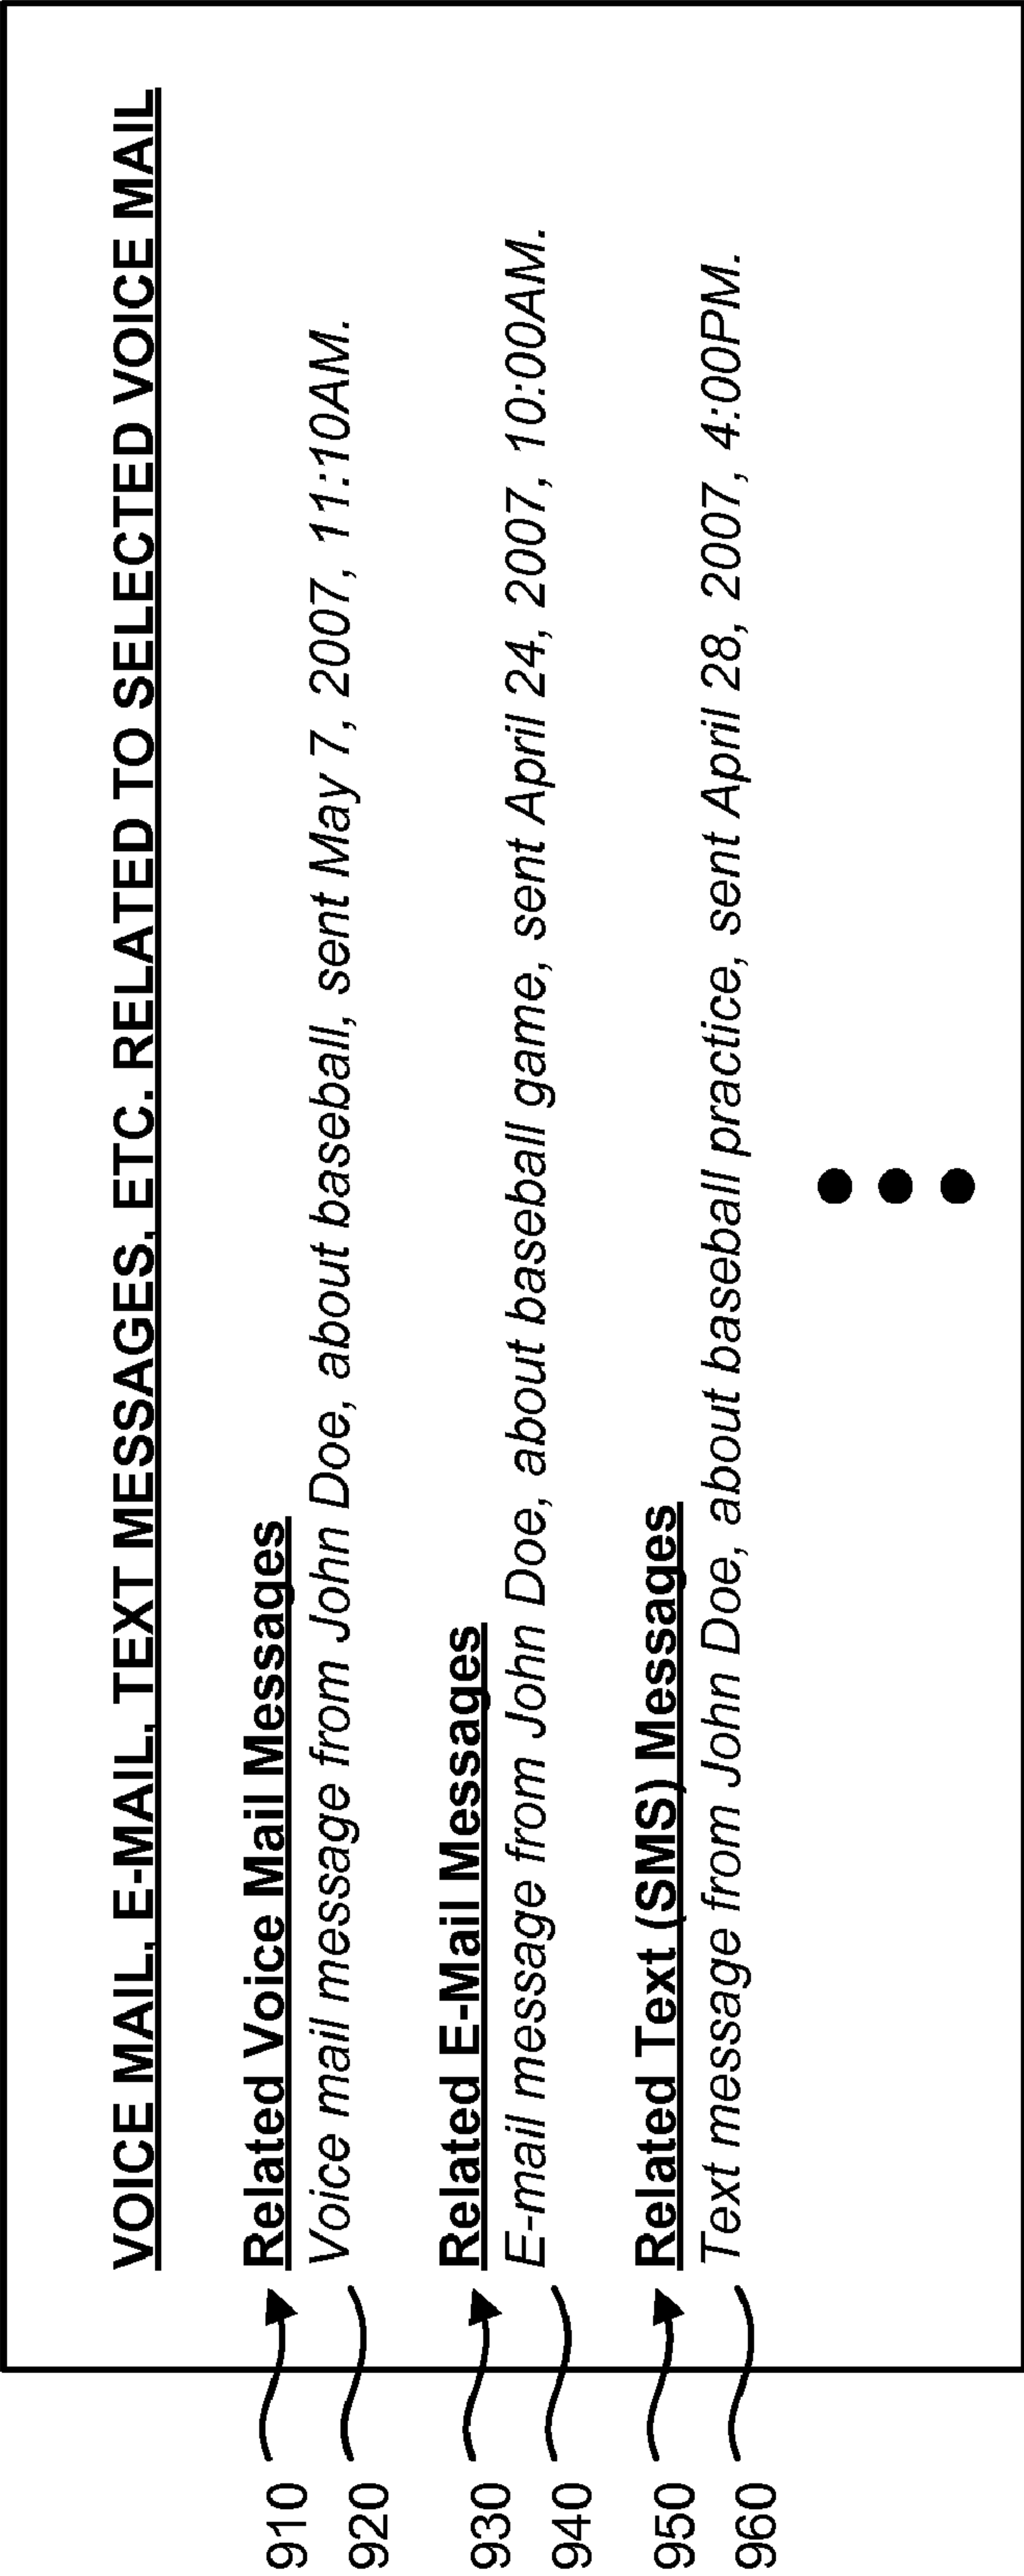 VOICE MAIL, E-MAIL, TEXT MESSAGES, ETC. RELATED TO SELECTED VOICE MAIL
910
Related Voice Mail Messages
920
Voice mail message from John Doe, about baseball, sent May 7, 2007, 11:10AM.
930
Related E-Mail Messages
940
E-mail message from John Doe, about baseball game, sent April 24, 2007, 10:00AM.
950
Related Text (SMS) Messages
960
Text message from John Doe, about baseball practice, sent April 28, 2007, 4:00PM.